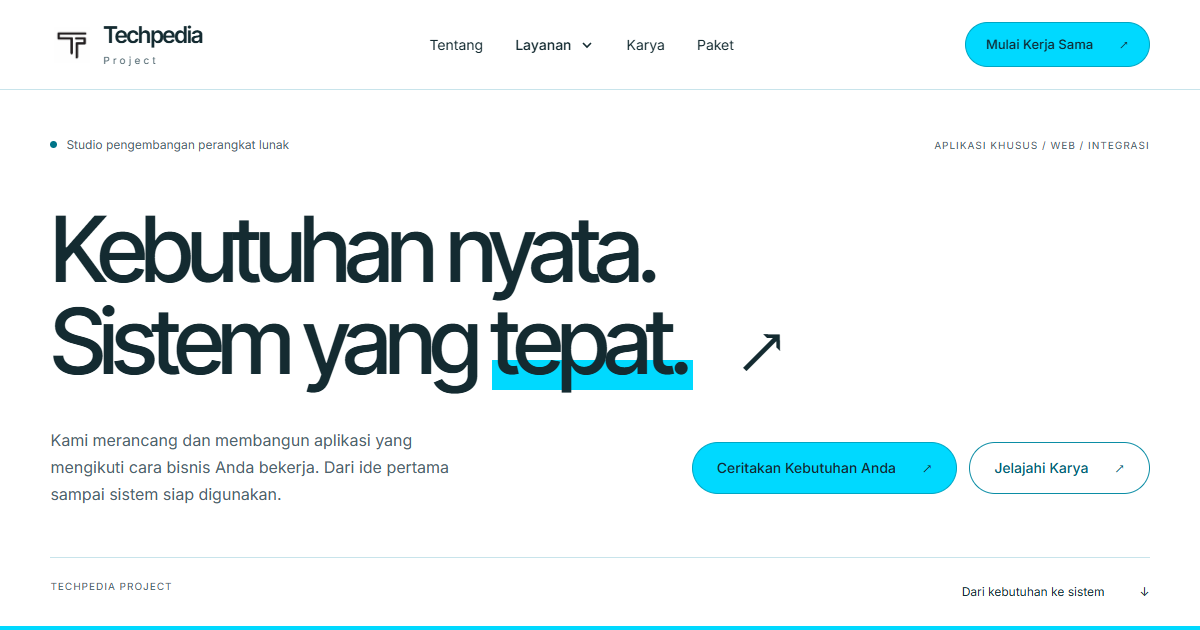 Techpedia
Project
Tentang
Layanan
Karya
Paket
Mulai Kerja Sama ↗
Studio pengembangan perangkat lunak
APLIKASI KHUSUS / WEB / INTEGRASI
Kebutuhan nyata.
Sistem yang tepat. ↗
Kami merancang dan membangun aplikasi yang
mengikuti cara bisnis Anda bekerja. Dari ide pertama
sampai sistem siap digunakan.
Ceritakan Kebutuhan Anda ↗
Jelajahi Karya ↗
TECHPEDIA PROJECT
Dari kebutuhan ke sistem ↓